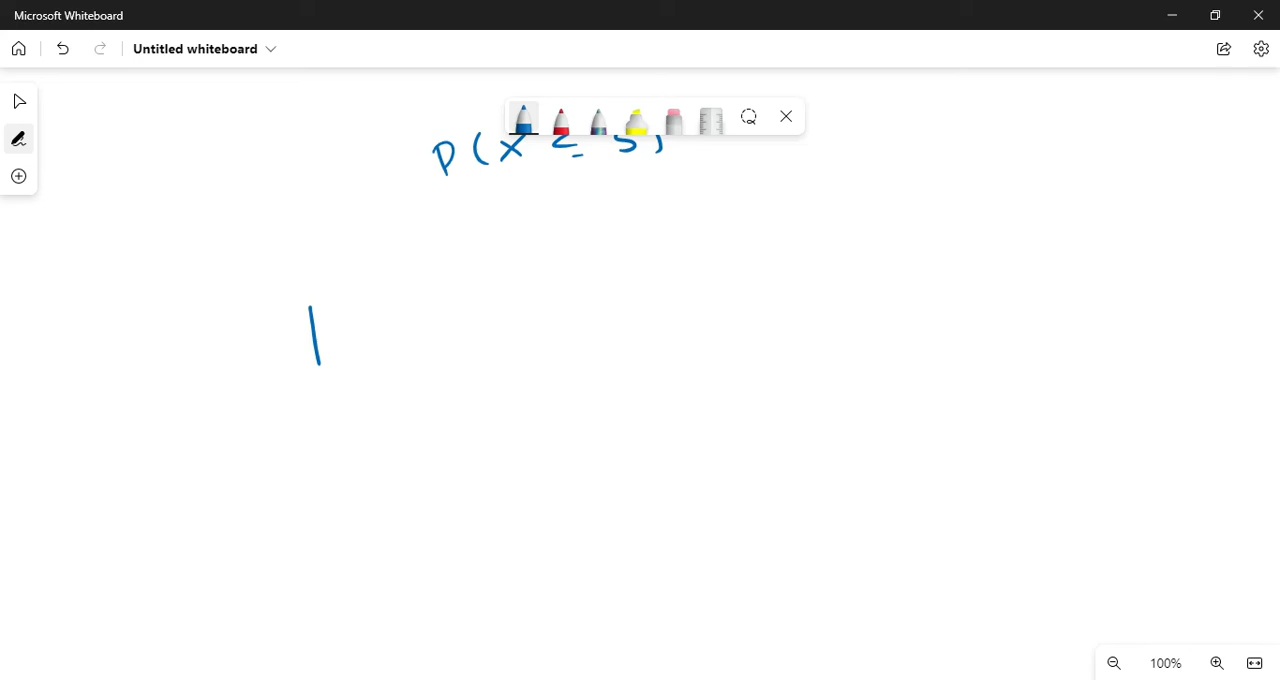 Microsoft Whiteboard
Untitled whiteboard
P(X ≤ 5)
|
100%